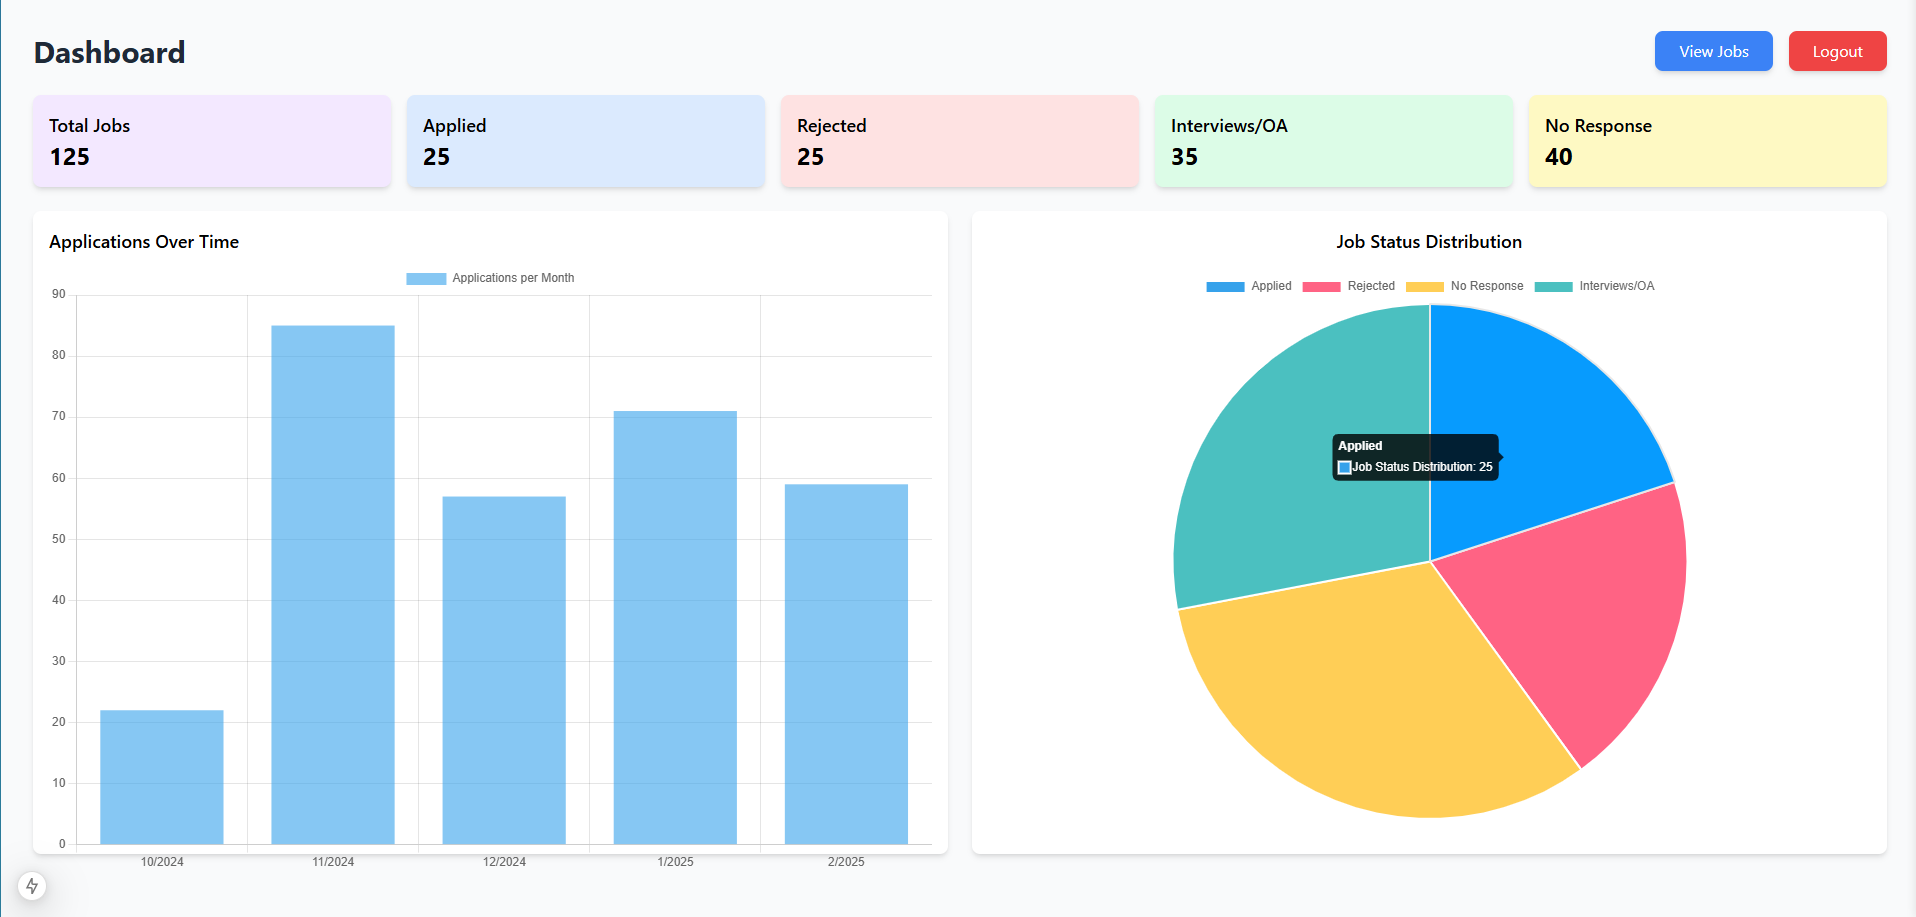 Dashboard
View Jobs
Logout
Total Jobs
125
Applied
25
Rejected
25
Interviews/OA
35
No Response
40
Applications Over Time
Applications per Month
90
80
70
60
50
40
30
20
10
0
10/2024
11/2024
12/2024
1/2025
2/2025
Job Status Distribution
Applied
Rejected
No Response
Interviews/OA
Applied
Job Status Distribution: 25